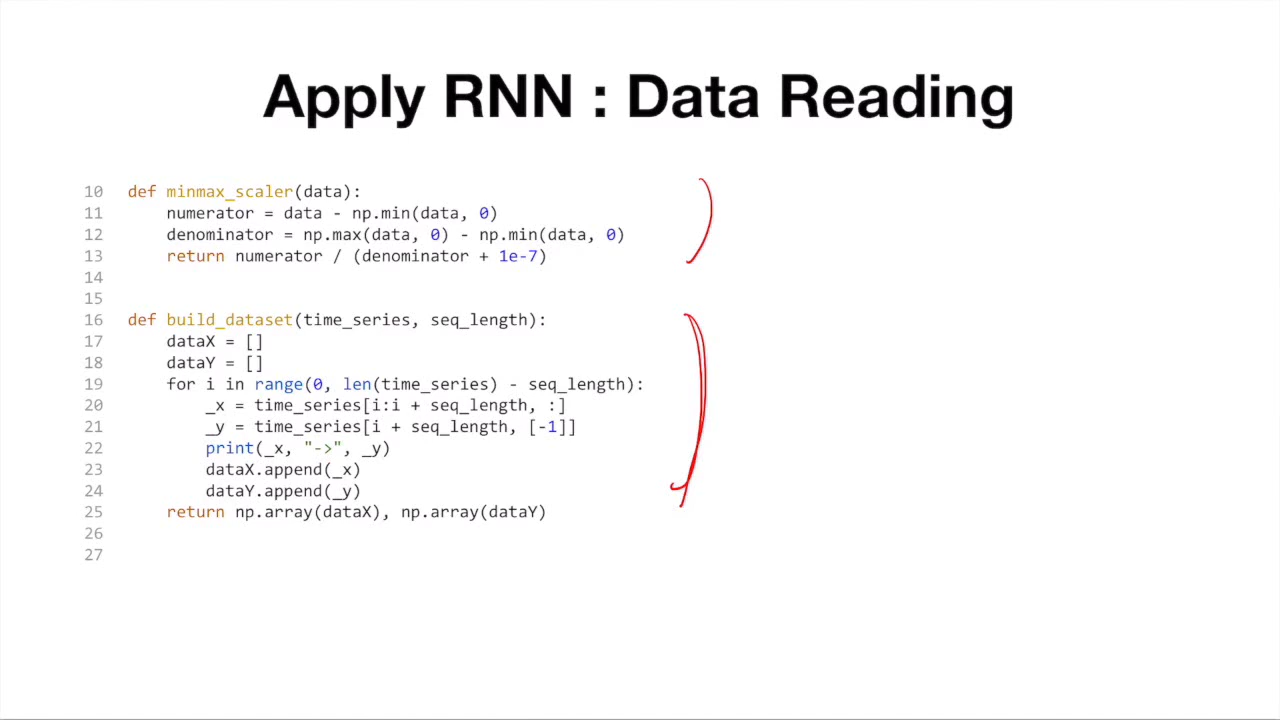 Apply RNN : Data Reading
10 def minmax_scaler(data):
11 numerator = data - np.min(data, 0)
12 denominator = np.max(data, 0) - np.min(data, 0)
13 return numerator / (denominator + 1e-7)
14
15
16 def build_dataset(time_series, seq_length):
17 dataX = []
18 dataY = []
19 for i in range(0, len(time_series) - seq_length):
20 _x = time_series[i:i + seq_length, :]
21 _y = time_series[i + seq_length, [-1]]
22 print(_x, "->", _y)
23 dataX.append(_x)
24 dataY.append(_y)
25 return np.array(dataX), np.array(dataY)
26
27